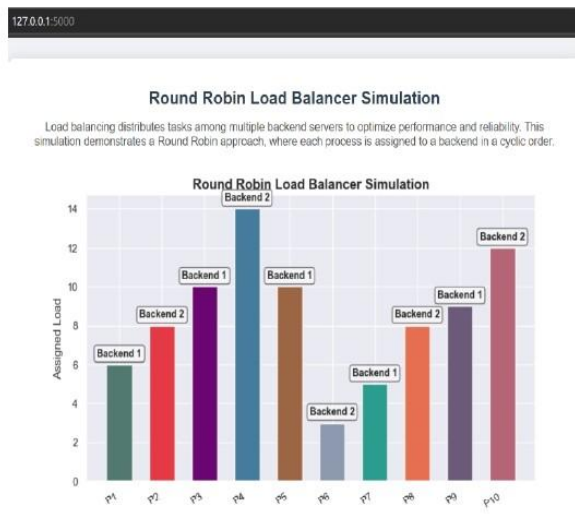 127.0.0.1:5000
Round Robin Load Balancer Simulation
Load balancing distributes tasks among multiple backend servers to optimize performance and reliability. This
simulation demonstrates a Round Robin approach, where each process is assigned to a backend in a cyclic order.
Round Robin Load Balancer Simulation
Backend 2
14
Backend 2
12
Backend 1
Backend 1
10
Backend 1
Backend 2
Backend 2
8
Assigned Load
Backend 1
6
Backend 1
4
Backend 2
2
0
P1 P2 P3 P4 P5 P6 P7 P8 P9 P10